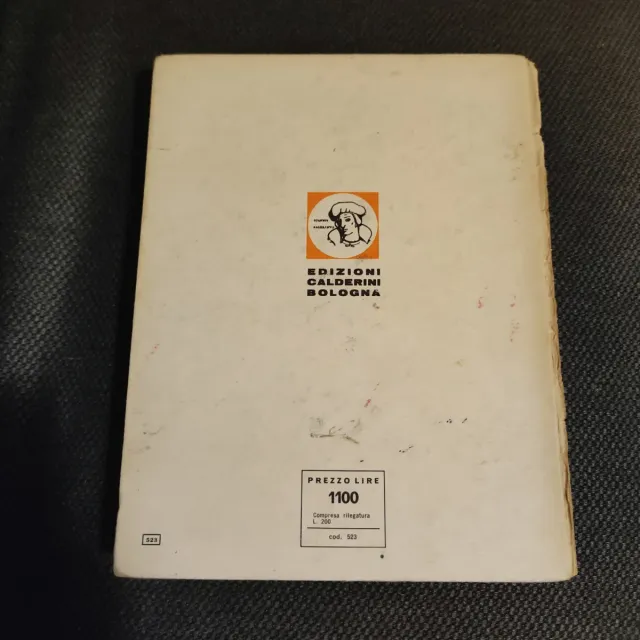 EDIZIONI
CALDERINI
BOLOGNA
PREZZO LIRE
1100
Compresa rilegatura
L. 200
cod. 523
523